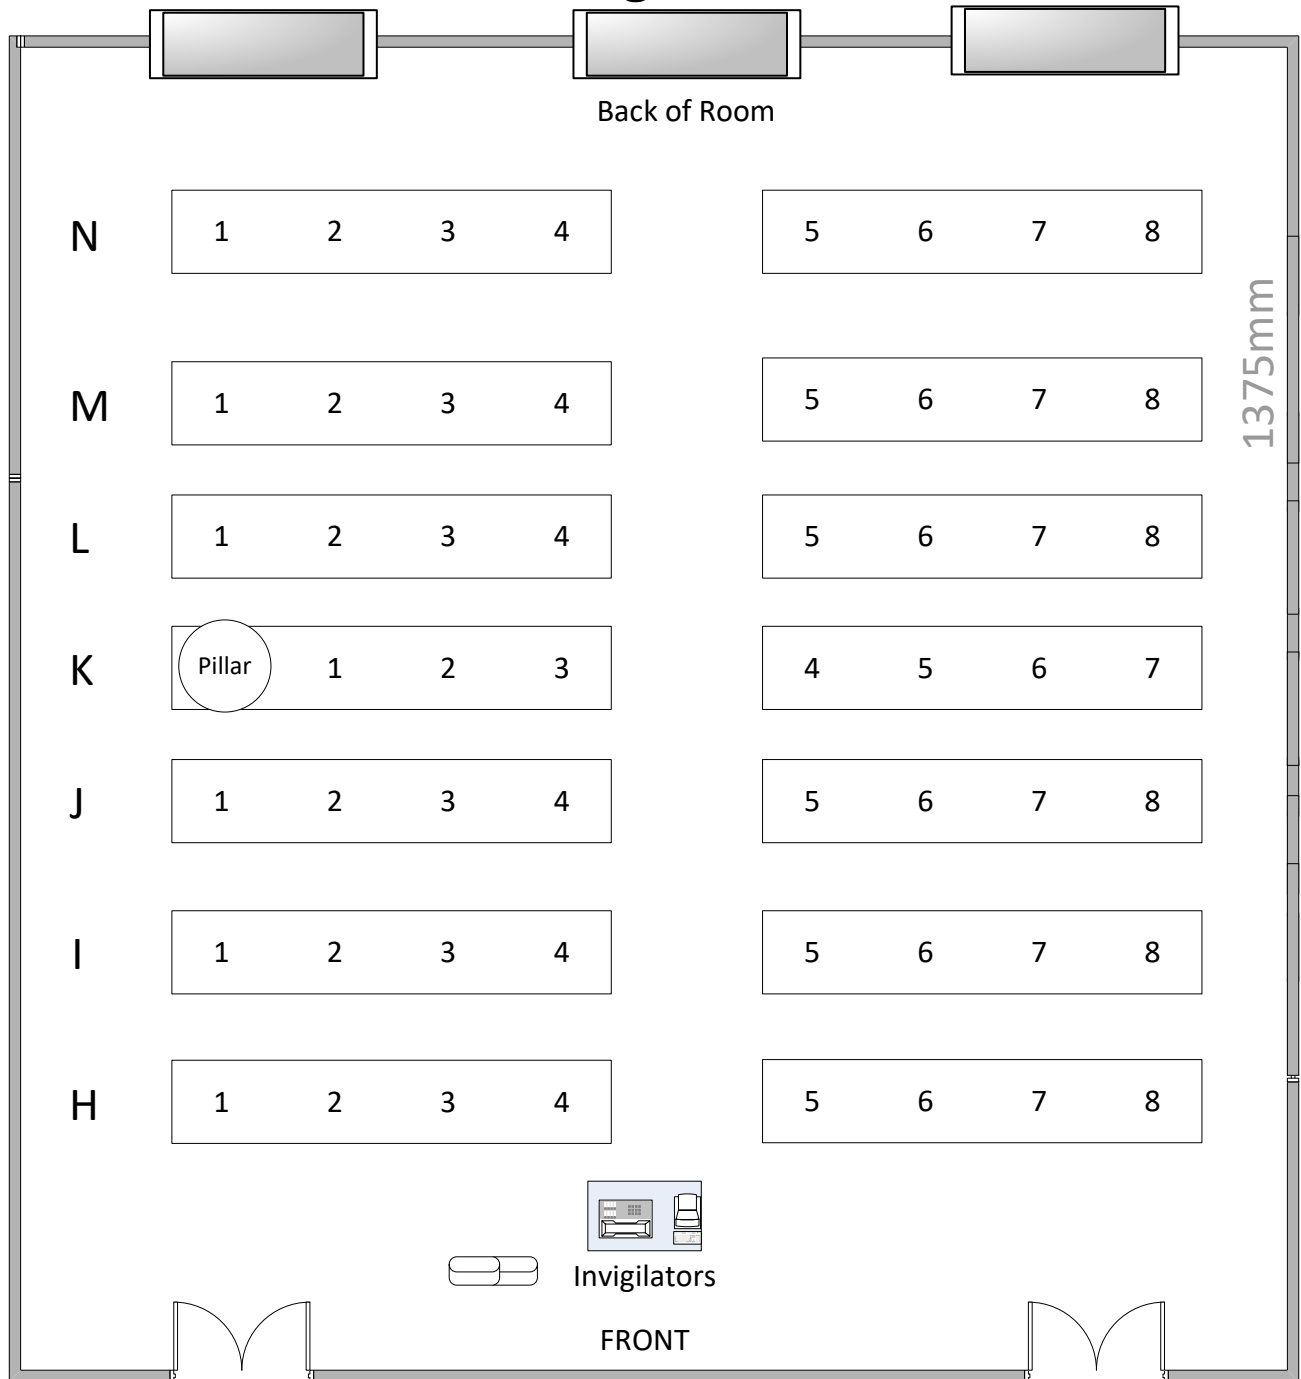 Back of Room
N 1 2 3 4 5 6 7 8
1375mm
M 1 2 3 4 5 6 7 8
L 1 2 3 4 5 6 7 8
K Pillar 1 2 3 4 5 6 7
J 1 2 3 4 5 6 7 8
I 1 2 3 4 5 6 7 8
H 1 2 3 4 5 6 7 8
Invigilators
FRONT